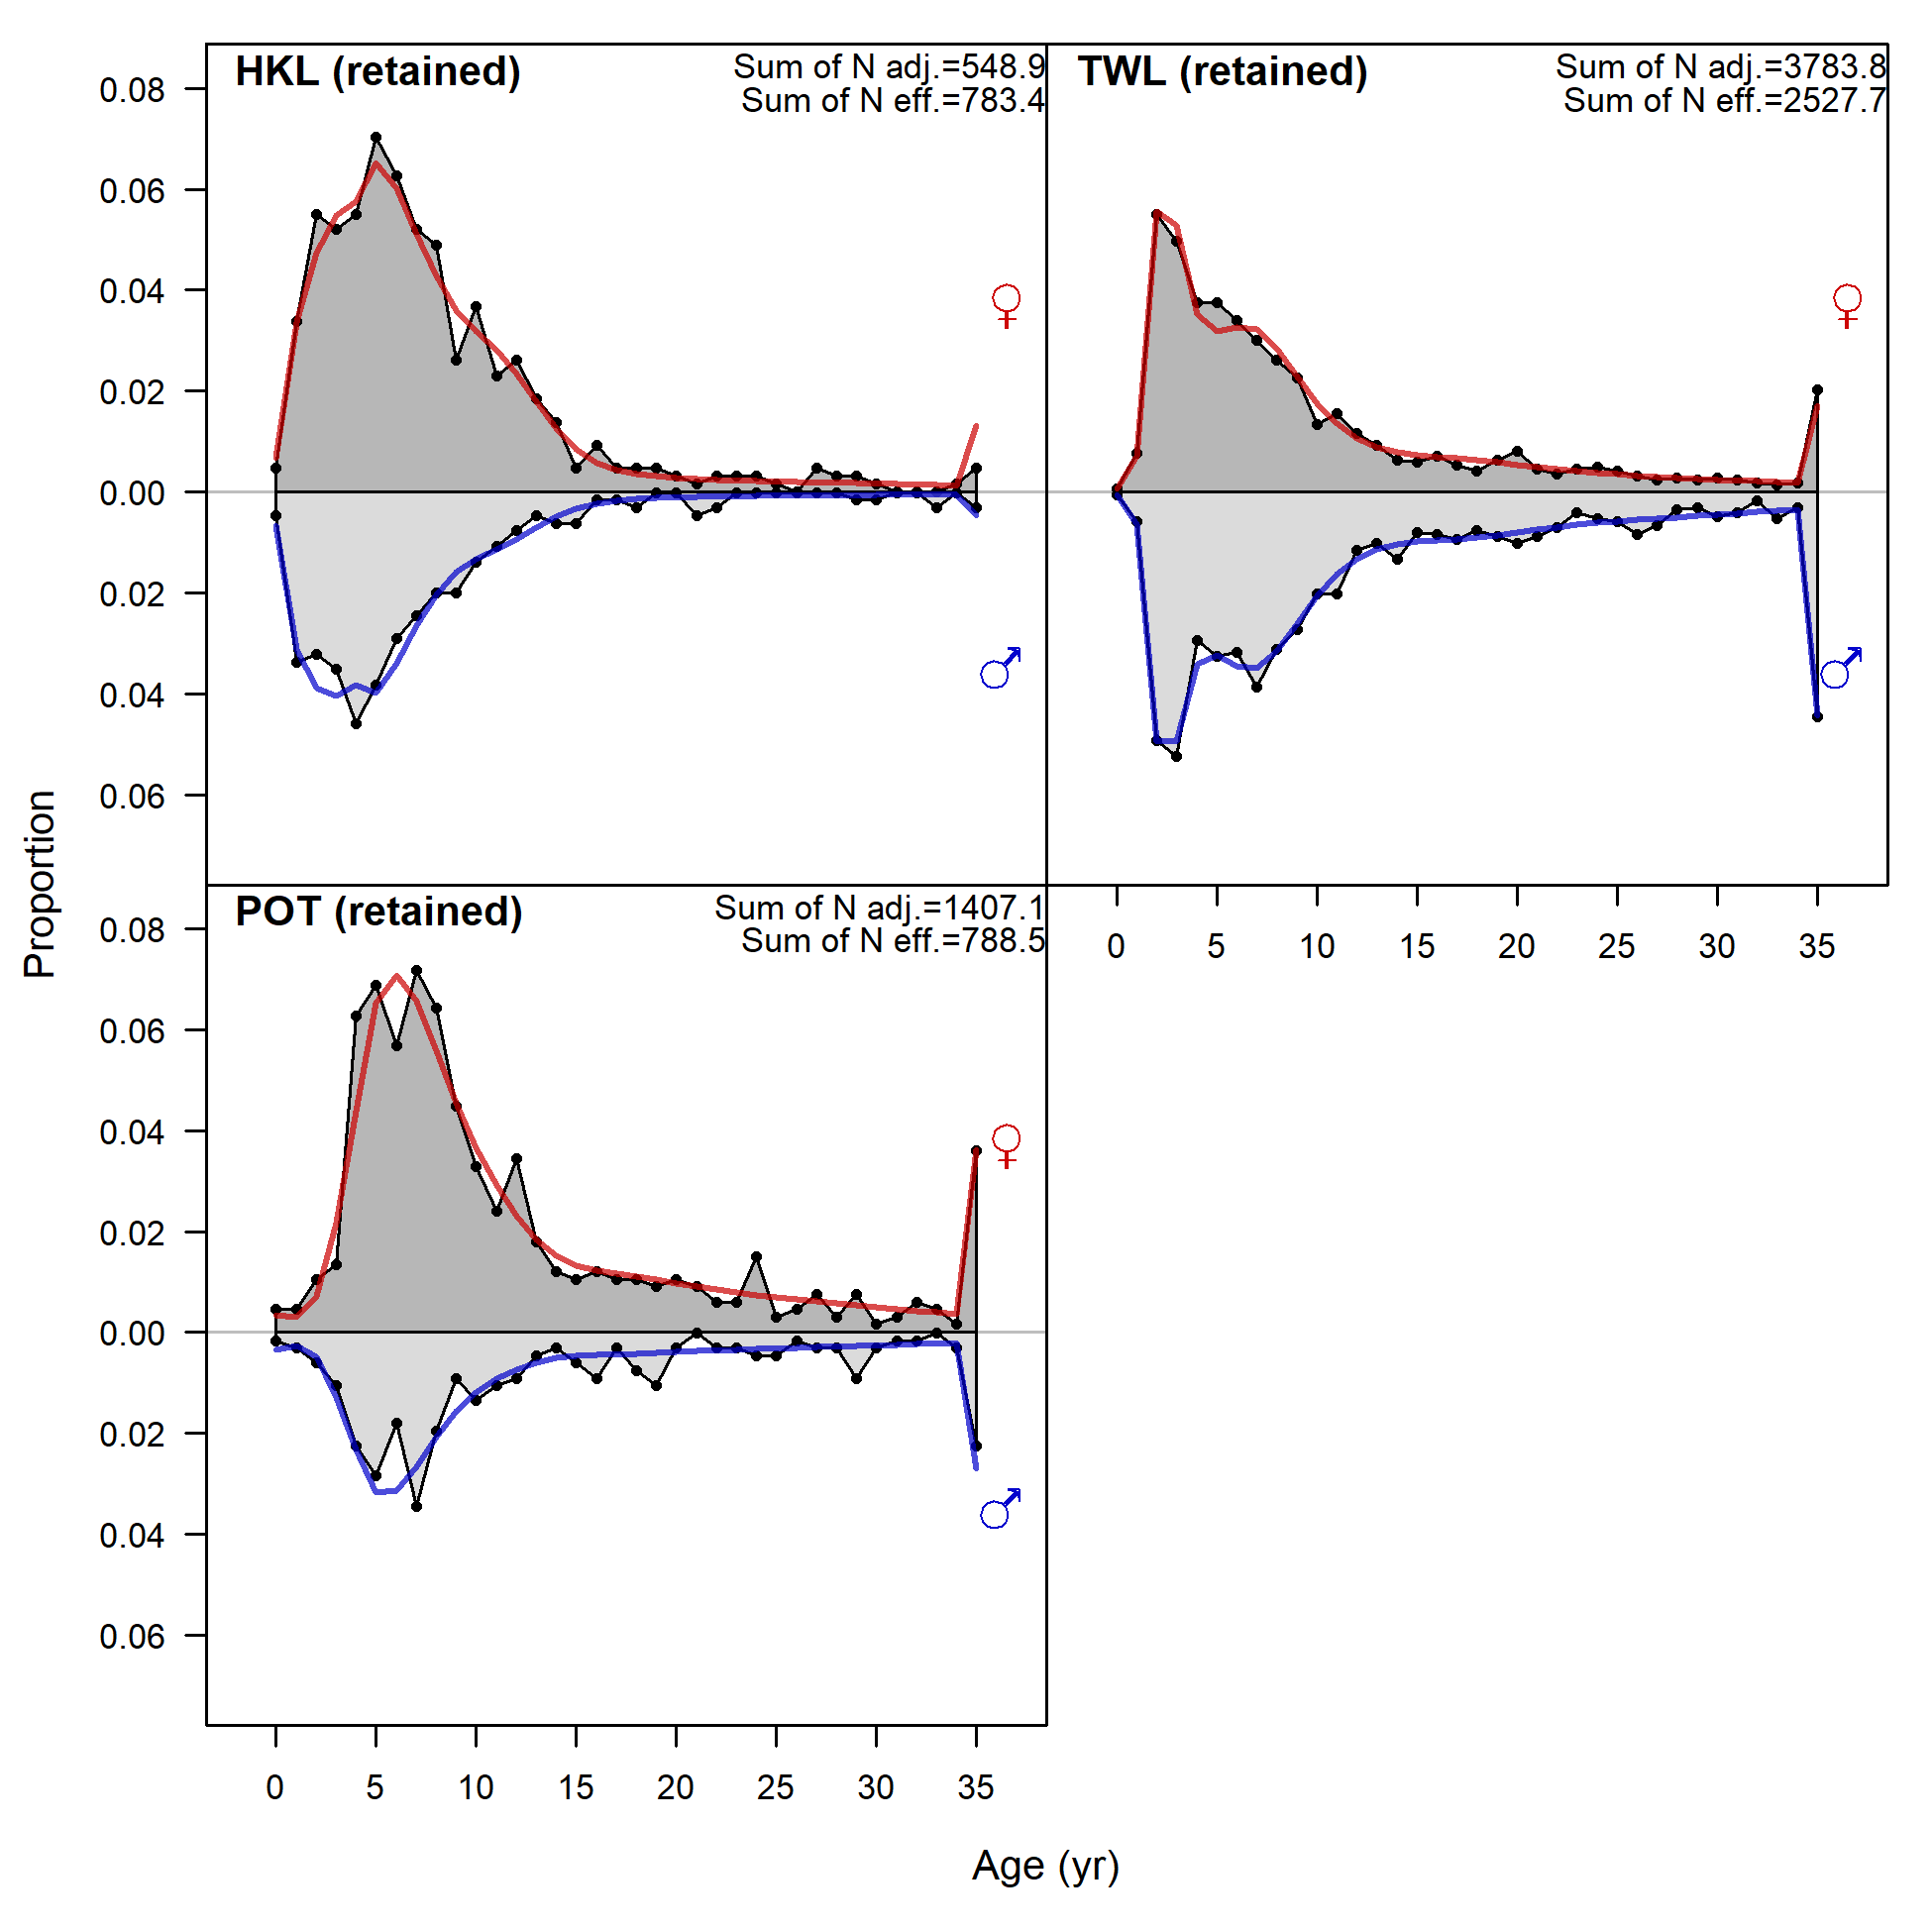 HKL (retained)
Sum of N adj.=548.9
Sum of N eff.=783.4
TWL (retained)
Sum of N adj.=3783.8
Sum of N eff.=2527.7
0.08
0.06
0.04
0.02
0.00
0.02
0.04
0.06
♀
♂
♀
♂
0 5 10 15 20 25 30 35
POT (retained)
Sum of N adj.=1407.1
Sum of N eff.=788.5
0.08
0.06
0.04
0.02
0.00
0.02
0.04
0.06
♀
♂
0 5 10 15 20 25 30 35
Proportion
Age (yr)